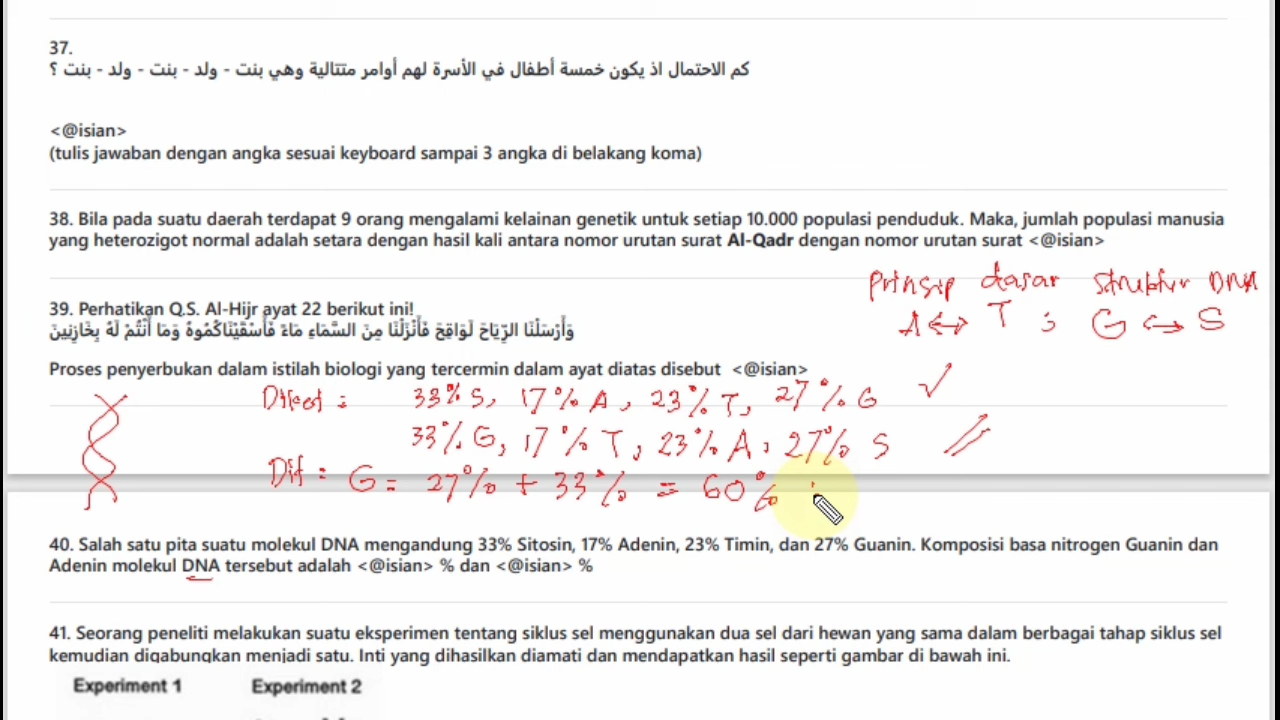 37.
كم الاحتمال اذ يكون خمسة أطفال في الأسرة لهم أوامر متتالية وهي بنت - ولد - بنت - ولد - بنت ؟
<@isian>
(tulis jawaban dengan angka sesuai keyboard sampai 3 angka di belakang koma)
38. Bila pada suatu daerah terdapat 9 orang mengalami kelainan genetik untuk setiap 10.000 populasi penduduk. Maka, jumlah populasi manusia
yang heterozigot normal adalah setara dengan hasil kali antara nomor urutan surat Al-Qadr dengan nomor urutan surat <@isian>
Prinsip dasar struktur DNA
A ↔ T ; G ↔ S
39. Perhatikan Q.S. Al-Hijr ayat 22 berikut ini!
وَأَرْسَلْنَا الرِّيَاحَ لَوَاقِحَ فَأَنْزَلْنَا مِنَ السَّمَاءِ مَاءً فَأَسْقَيْنَاكُمُوهُ وَمَا أَنْتُمْ لَهُ بِخَازِنِينَ
Proses penyerbukan dalam istilah biologi yang tercermin dalam ayat diatas disebut <@isian>
33% S, 17% A, 23% T, 27% G
33% G, 17% T, 23% A, 27% S
Dit : G = 27% + 33% = 60%
40. Salah satu pita suatu molekul DNA mengandung 33% Sitosin, 17% Adenin, 23% Timin, dan 27% Guanin. Komposisi basa nitrogen Guanin dan
Adenin molekul DNA tersebut adalah <@isian> % dan <@isian> %
41. Seorang peneliti melakukan suatu eksperimen tentang siklus sel menggunakan dua sel dari hewan yang sama dalam berbagai tahap siklus sel
kemudian digabungkan menjadi satu. Inti yang dihasilkan diamati dan mendapatkan hasil seperti gambar di bawah ini.
Experiment 1 Experiment 2